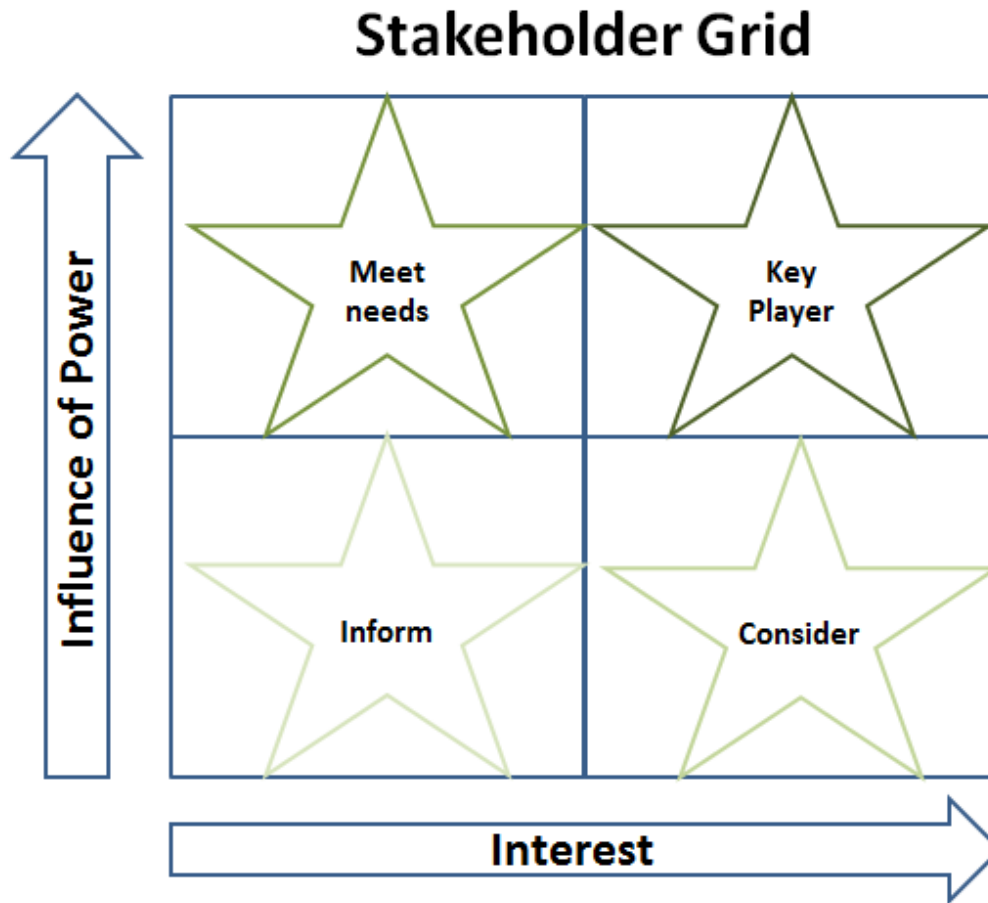 Stakeholder Grid
Influence of Power
Meet
needs
Key
Player
Inform
Consider
Interest